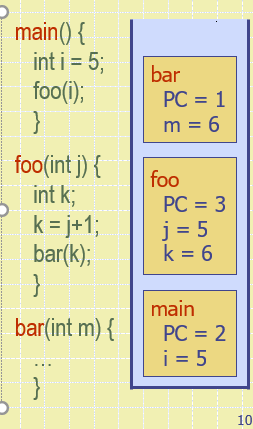 main() {
int i = 5;
foo(i);
}
foo(int j) {
int k;
k = j+1;
bar(k);
}
bar(int m) {
…
}
bar
PC = 1
m = 6
foo
PC = 3
j = 5
k = 6
main
PC = 2
i = 5
10